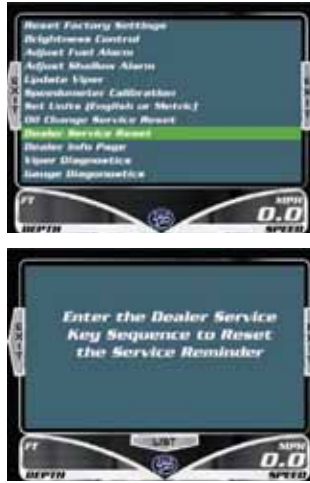 Reset Factory Settings
Brightness Control
Adjust Fuel Alarm
Adjust Shallow Alarm
Update Viper
Speedometer Calibration
Set Units (English or Metric)
Oil Change Service Reset
Dealer Service Reset
Dealer Info Page
Viper Diagnostics
Gauge Diagnostics
EXIT
FT
MPH
0.0
DEPTH
SPEED
Enter the Dealer Service
Key Sequence to Reset
the Service Reminder
EXIT
FT
MPH
0.0
DEPTH
SPEED